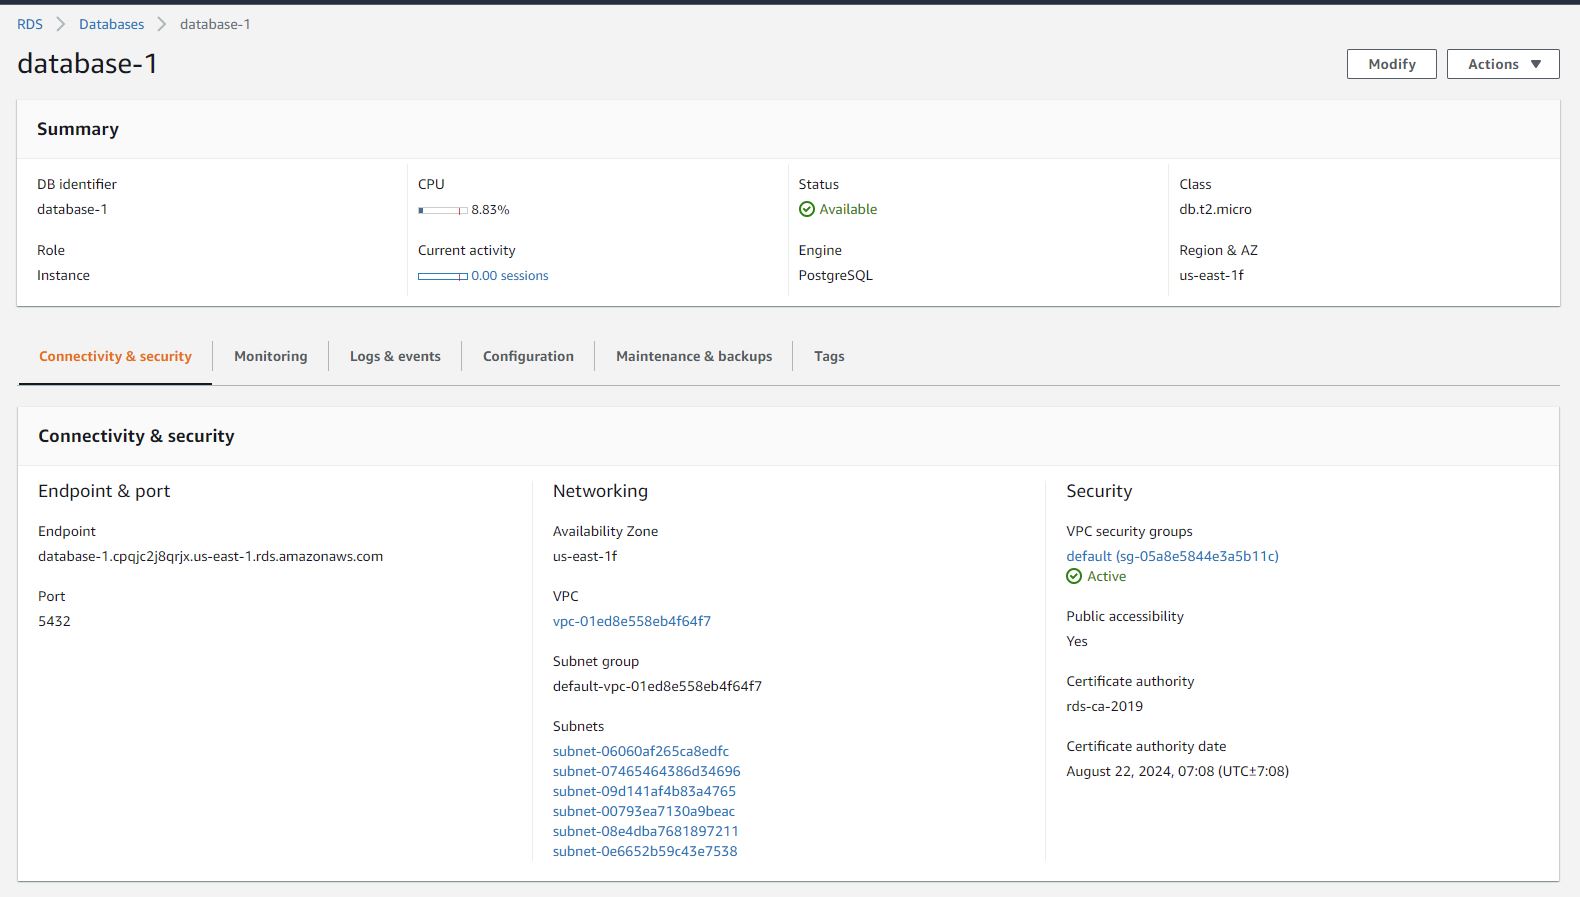 RDS > Databases > database-1
database-1
Modify
Actions ▼
Summary
DB identifier
database-1
CPU
8.83%
Status
Available
Class
db.t2.micro
Role
Instance
Current activity
0.00 sessions
Engine
PostgreSQL
Region & AZ
us-east-1f
Connectivity & security
Monitoring
Logs & events
Configuration
Maintenance & backups
Tags
Connectivity & security
Endpoint & port
Endpoint
database-1.cpqjc2j8qrjx.us-east-1.rds.amazonaws.com
Port
5432
Networking
Availability Zone
us-east-1f
VPC
vpc-01ed8e558eb4f64f7
Subnet group
default-vpc-01ed8e558eb4f64f7
Subnets
subnet-06060af265ca8edfc
subnet-07465464386d34696
subnet-09d141af4b83a4765
subnet-00793ea7130a9beac
subnet-08e4dba7681897211
subnet-0e6652b59c43e7538
Security
VPC security groups
default (sg-05a8e5844e3a5b11c)
Active
Public accessibility
Yes
Certificate authority
rds-ca-2019
Certificate authority date
August 22, 2024, 07:08 (UTC±7:08)